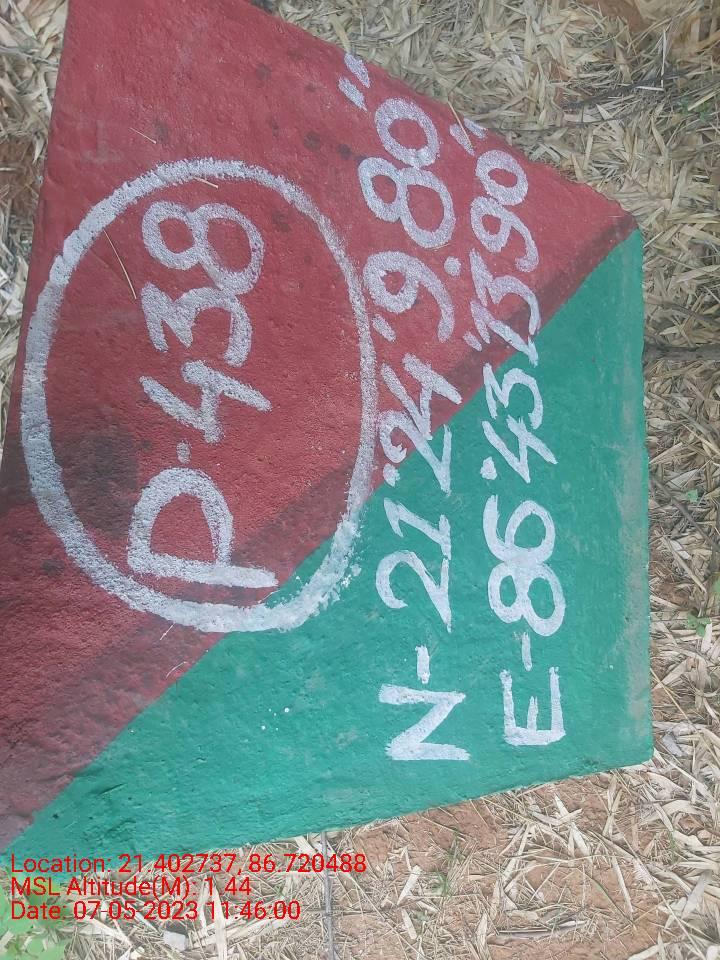 P.438
N-21°24'9.80"
E-86°43'13.90"
Location: 21.402737, 86.720488
MSL Altitude(M): 1.44
Date: 07-05-2023 11:46:00